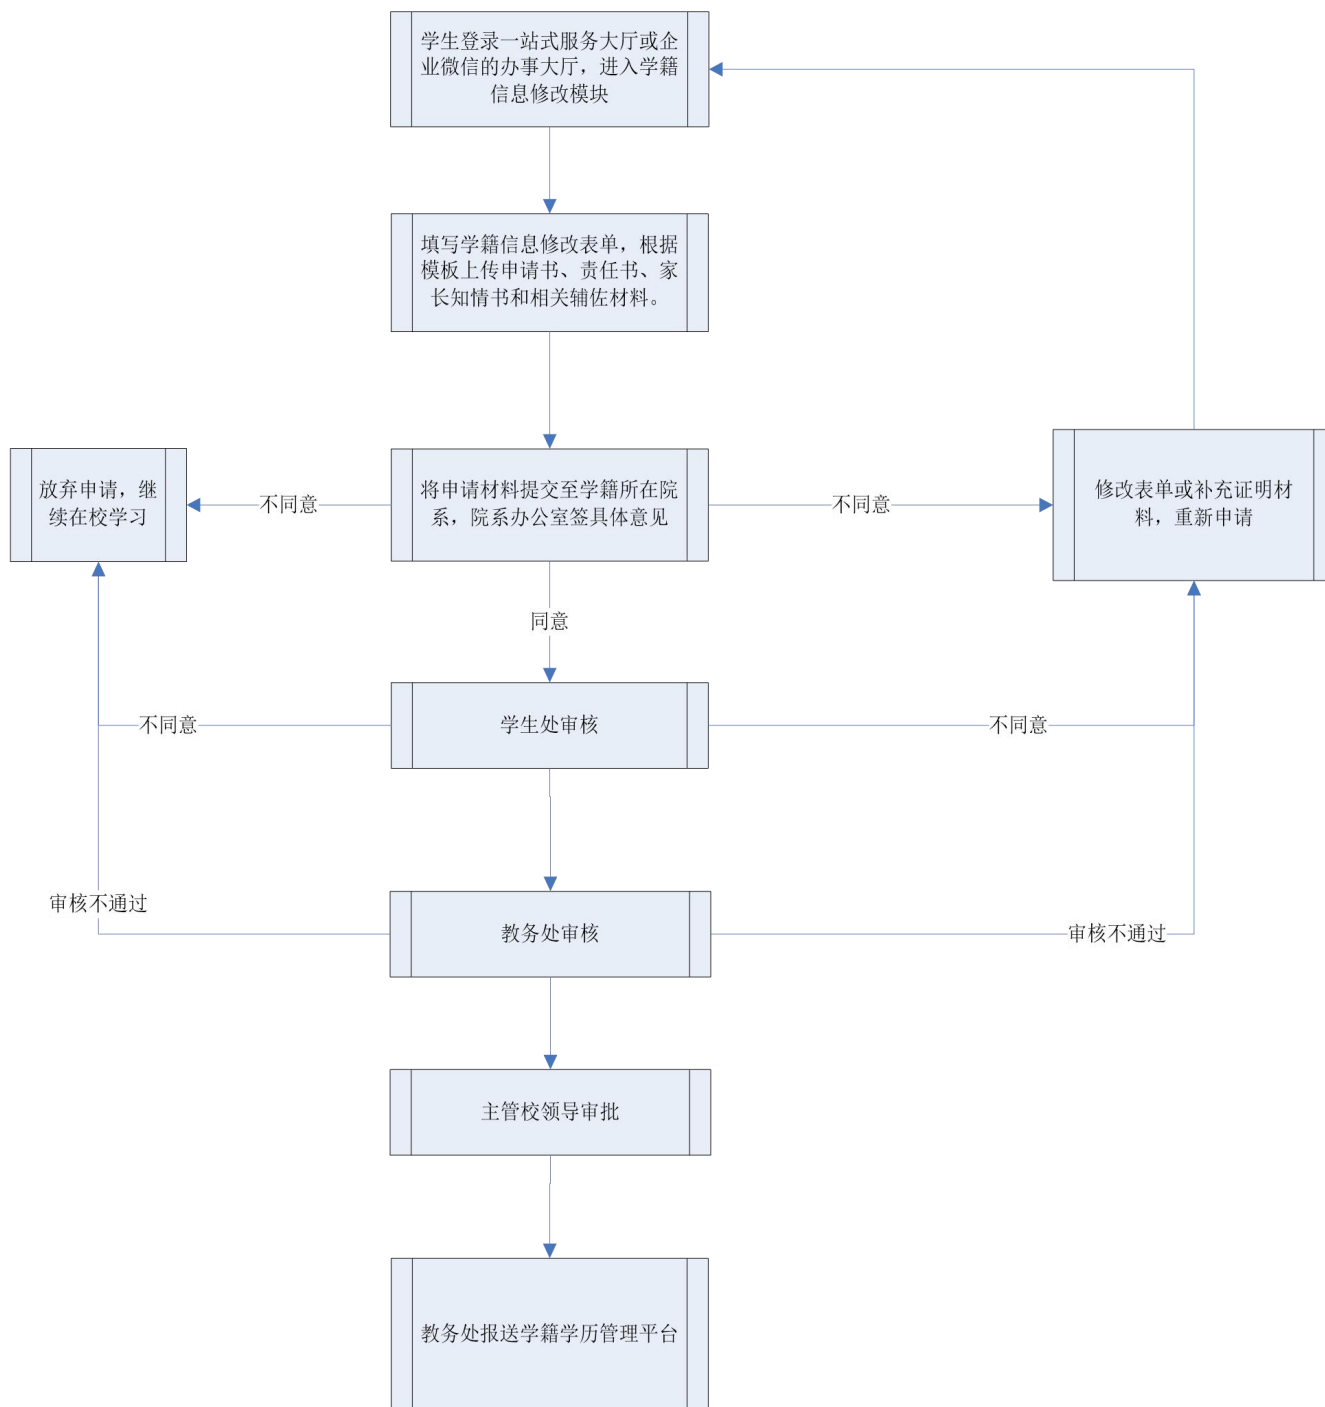 学生登录一站式服务大厅或企
业微信的办事大厅，进入学籍
信息修改模块
填写学籍信息修改表单，根据
模板上传申请书、责任书、家
长知情书和相关辅佐材料。
放弃申请，继
续在校学习
不同意
将申请材料提交至学籍所在院
系，院系办公室签具体意见
不同意
修改表单或补充证明材
料，重新申请
同意
不同意
学生处审核
不同意
审核不通过
教务处审核
审核不通过
主管校领导审批
教务处报送学籍学历管理平台